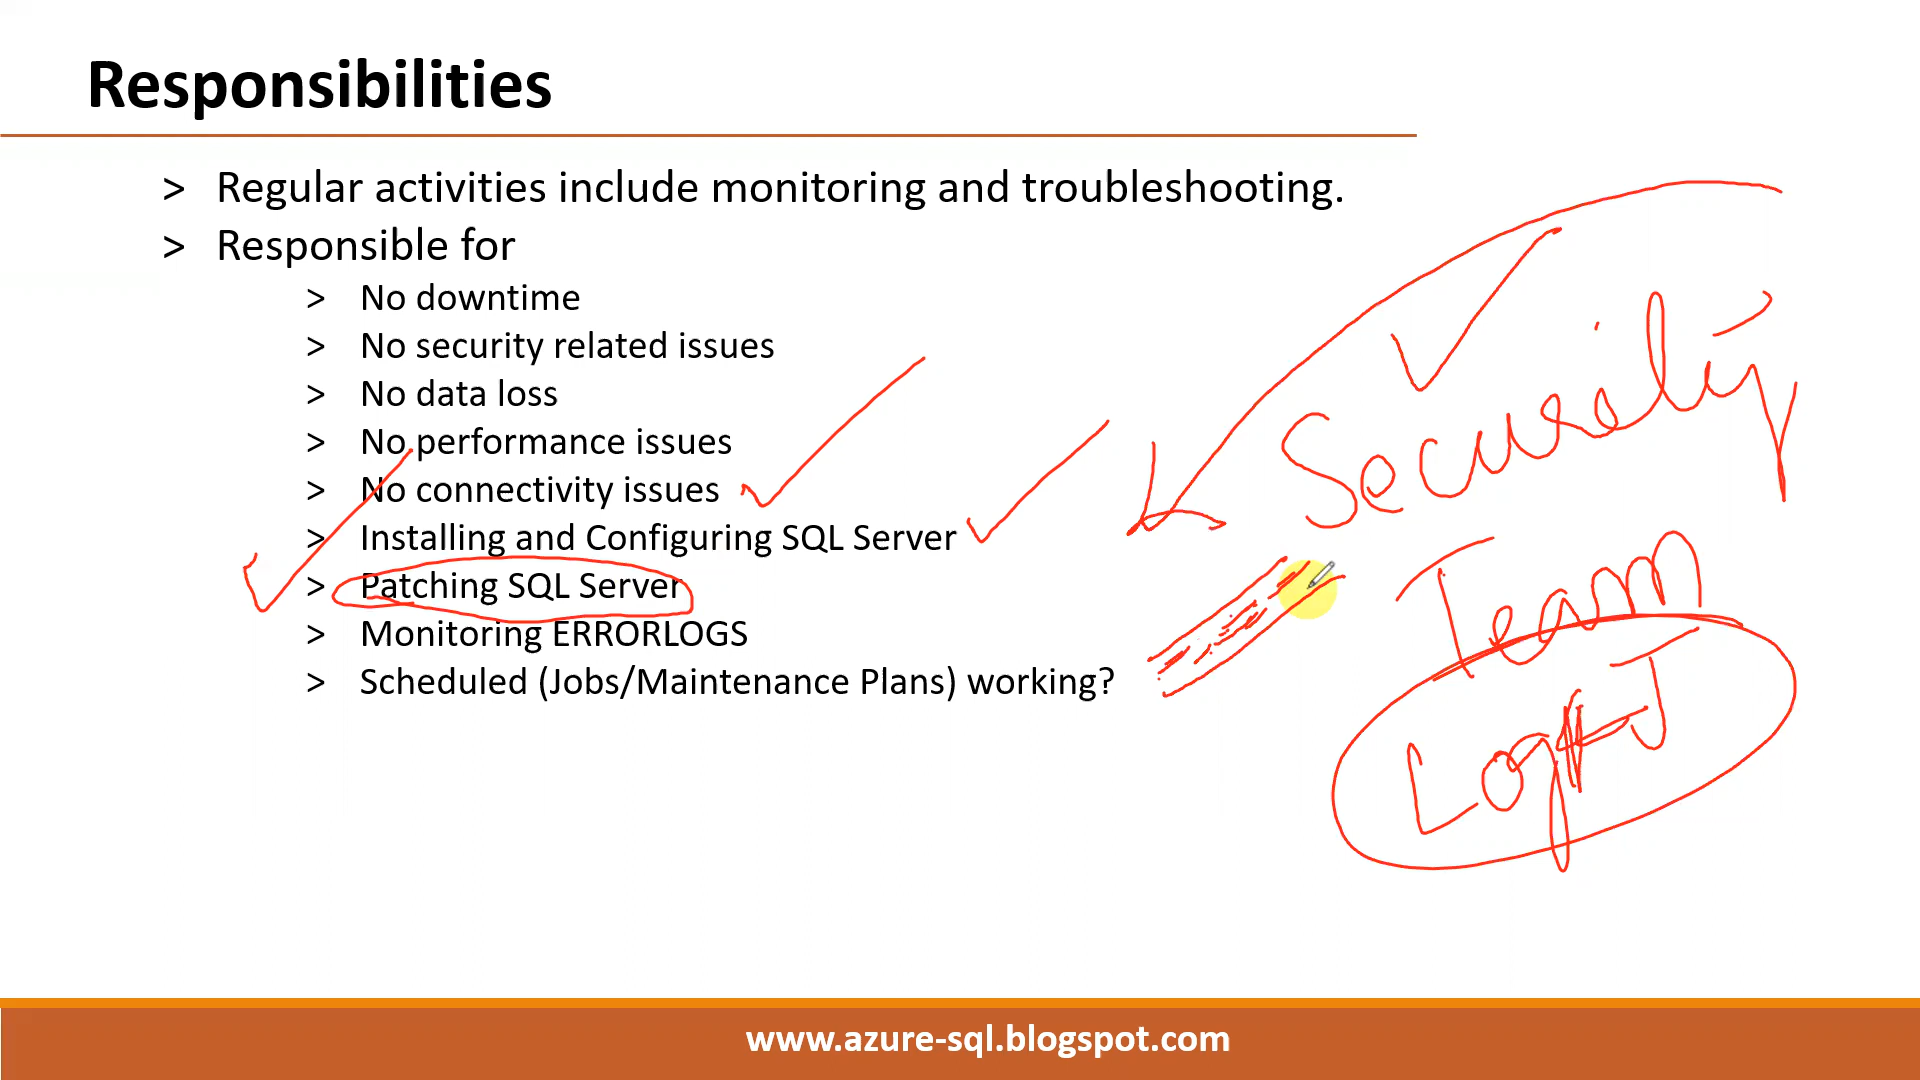 Responsibilities
> Regular activities include monitoring and troubleshooting.
> Responsible for
> No downtime
> No security related issues
> No data loss
> No performance issues
> No connectivity issues
> Installing and Configuring SQL Server
> Patching SQL Server
> Monitoring ERRORLOGS
> Scheduled (Jobs/Maintenance Plans) working?
Security
Team
www.azure-sql.blogspot.com